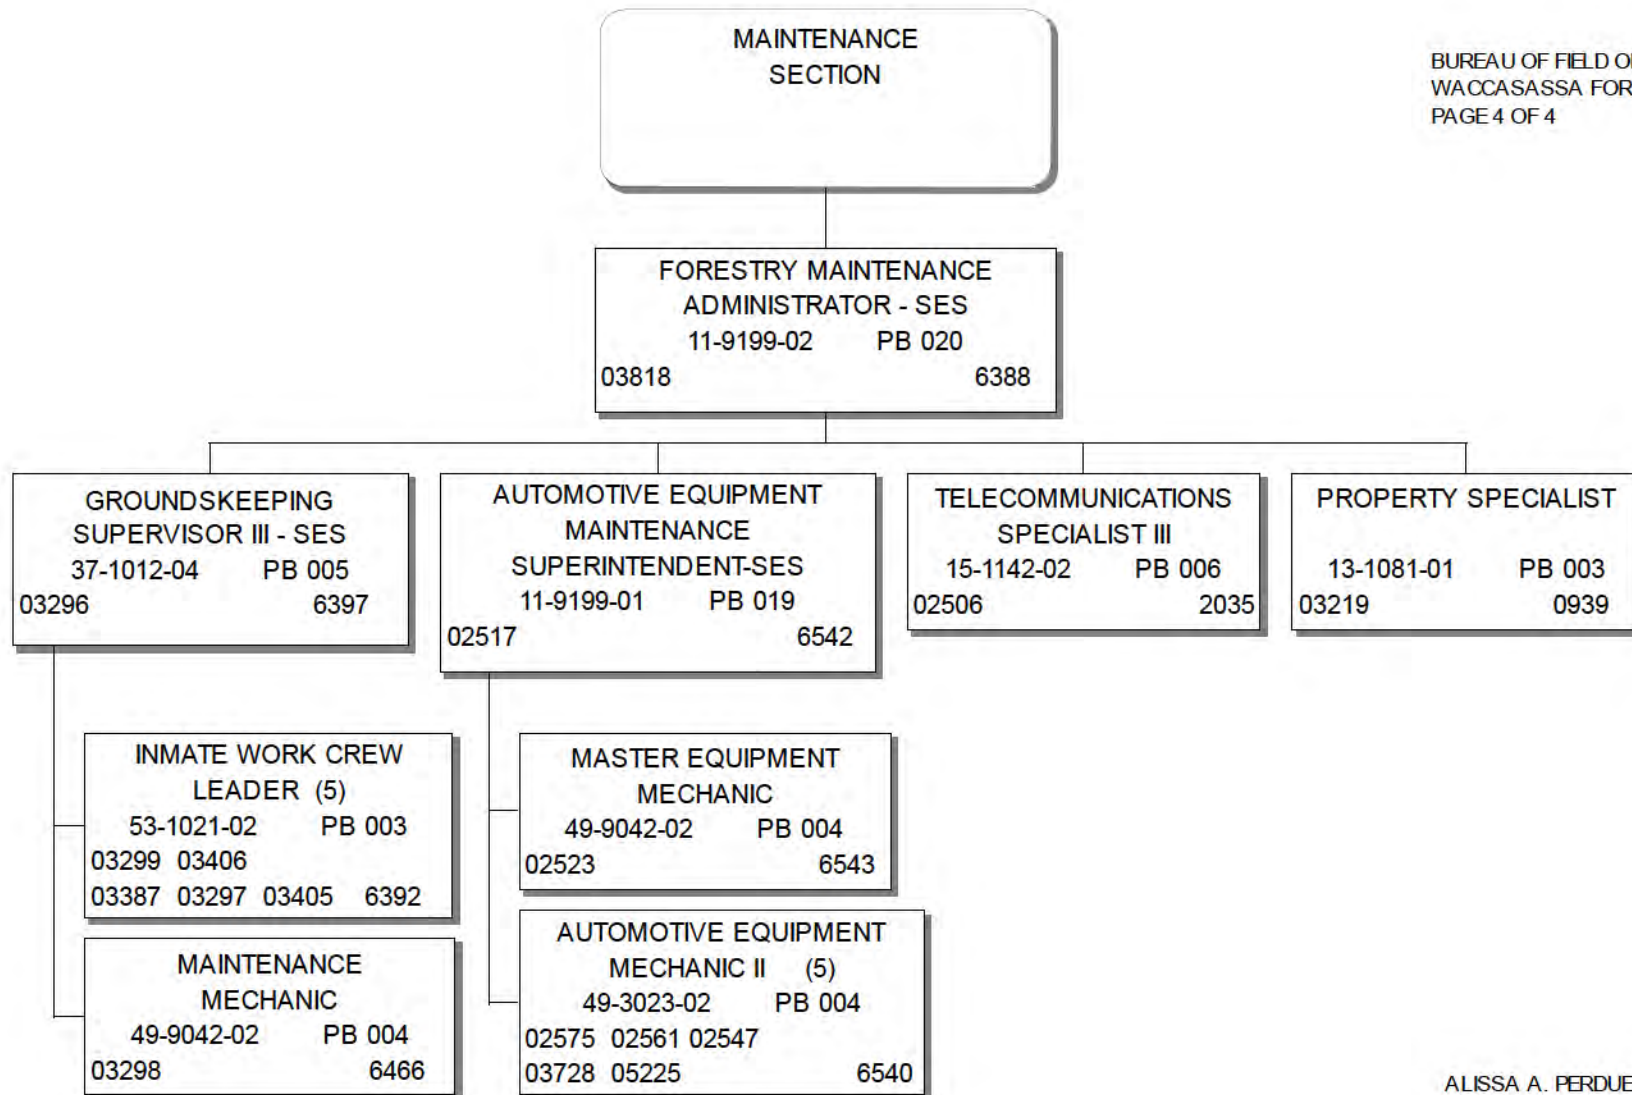 MAINTENANCE
SECTION
BUREAU OF FIELD
WACCASASSA
PAGE 4 OF 4
FORESTRY MAINTENANCE
ADMINISTRATOR - SES
11-9199-02 PB 020
03818 6388
GROUNDSKEEPING
SUPERVISOR III - SES
37-1012-04 PB 005
03296 6397
AUTOMOTIVE EQUIPMENT
MAINTENANCE
SUPERINTENDENT-SES
11-9199-01 PB 019
02517 6542
TELECOMMUNICATIONS
SPECIALIST III
15-1142-02 PB 006
02506 2035
PROPERTY SPECIALIST
13-1081-01 PB 003
03219 0939
INMATE WORK CREW
LEADER (5)
53-1021-02 PB 003
03299 03406
03387 03297 03405 6392
MAINTENANCE
MECHANIC
49-9042-02 PB 004
03298 6466
MASTER EQUIPMENT
MECHANIC
49-9042-02 PB 004
02523 6543
AUTOMOTIVE EQUIPMENT
MECHANIC II (5)
49-3023-02 PB 004
02575 02561 02547
03728 05225 6540
ALISSA A. PERDUE